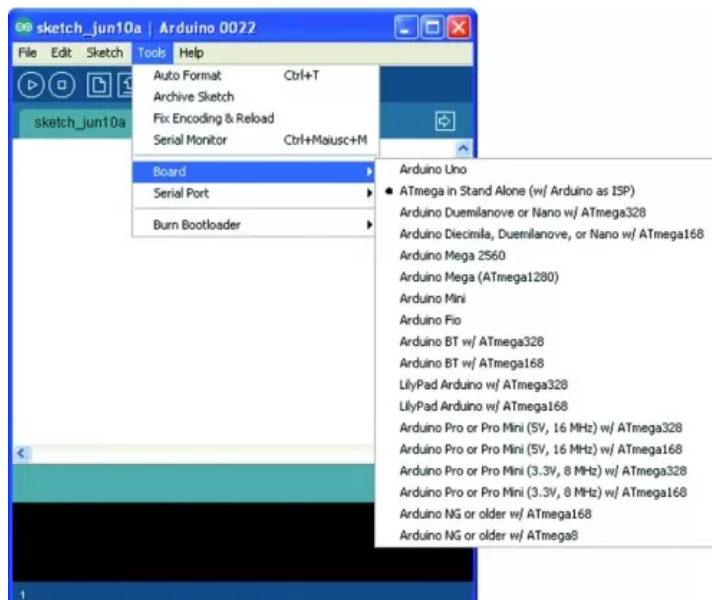 sketch_jun10a | Arduino 0022
File Edit Sketch Tools Help
sketch_jun10a
Auto Format Ctrl+T
Archive Sketch
Fix Encoding & Reload
Serial Monitor Ctrl+Maiusc+M
Board
Serial Port
Burn Bootloader
Arduino Uno
ATmega in Stand Alone (w/ Arduino as ISP)
Arduino Duemilanove or Nano w/ ATmega328
Arduino Diecimila, Duemilanove, or Nano w/ ATmega168
Arduino Mega 2560
Arduino Mega (ATmega1280)
Arduino Mini
Arduino Fio
Arduino BT w/ ATmega328
Arduino BT w/ ATmega168
LilyPad Arduino w/ ATmega328
LilyPad Arduino w/ ATmega168
Arduino Pro or Pro Mini (5V, 16 MHz) w/ ATmega328
Arduino Pro or Pro Mini (5V, 16 MHz) w/ ATmega168
Arduino Pro or Pro Mini (3.3V, 8 MHz) w/ ATmega328
Arduino Pro or Pro Mini (3.3V, 8 MHz) w/ ATmega168
Arduino NG or older w/ ATmega168
Arduino NG or older w/ ATmega8
1